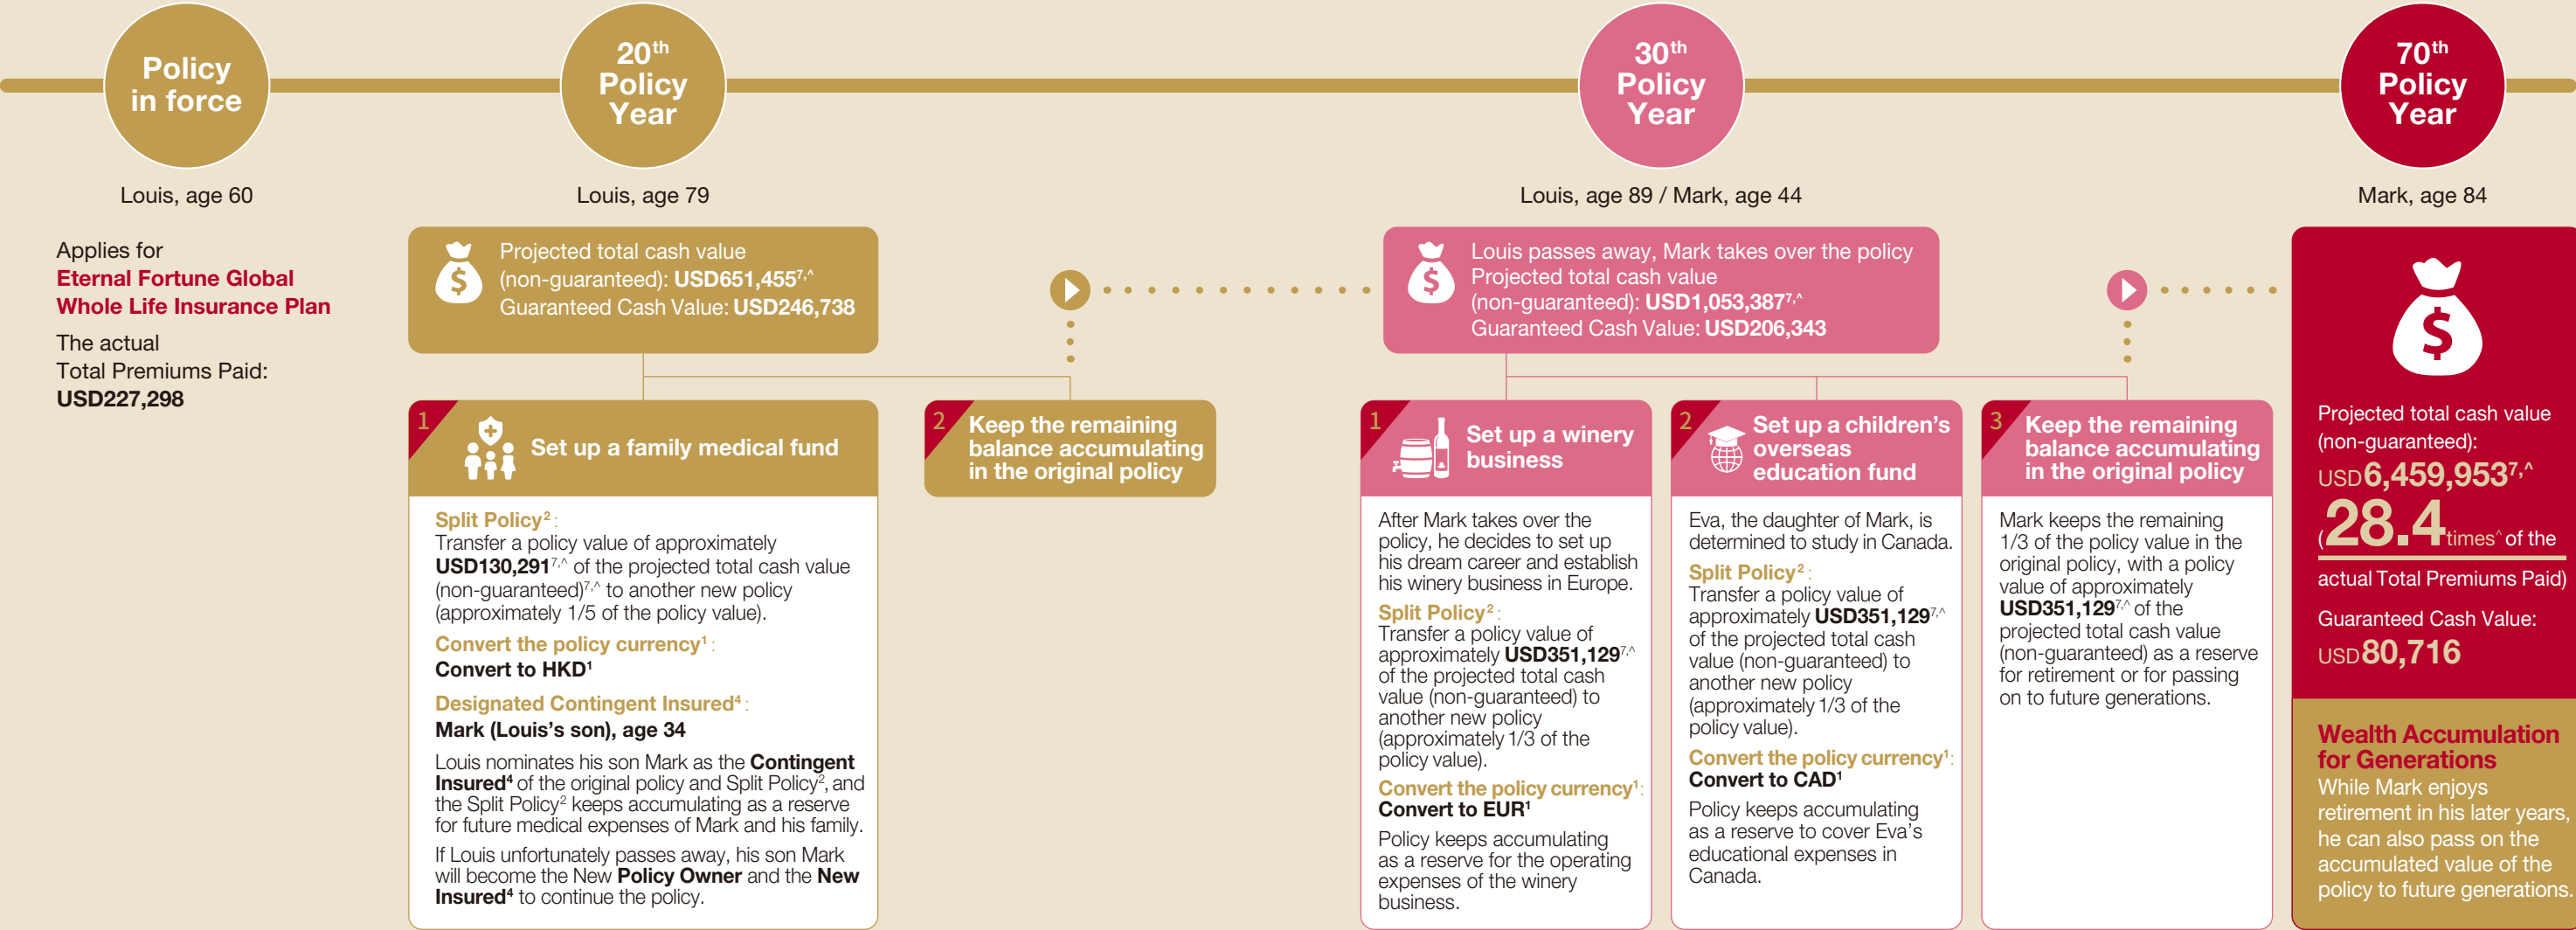 Policy
in force
Louis, age 60
Applies for
Eternal Fortune Global
Whole Life Insurance Plan
The actual
Total Premiums Paid:
USD227,298
20th
Policy
Year
Louis, age 79
Projected total cash value
(non-guaranteed): USD651,4557,^
Guaranteed Cash Value: USD246,738
1
Set up a family medical fund
Split Policy2 :
Transfer a policy value of approximately
USD130,2917,^ of the projected total cash value
(non-guaranteed)7,^ to another new policy
(approximately 1/5 of the policy value).
Convert the policy currency1 :
Convert to HKD1
Designated Contingent Insured4 :
Mark (Louis's son), age 34
Louis nominates his son Mark as the Contingent
Insured4 of the original policy and Split Policy2, and
the Split Policy2 keeps accumulating as a reserve
for future medical expenses of Mark and his family.
If Louis unfortunately passes away, his son Mark
will become the New Policy Owner and the New
Insured4 to continue the policy.
2
Keep the remaining
balance accumulating
in the original policy
30th
Policy
Year
Louis, age 89 / Mark, age 44
Louis passes away, Mark takes over the policy
Projected total cash value
(non-guaranteed): USD1,053,3877,^
Guaranteed Cash Value: USD206,343
1
Set up a winery
business
After Mark takes over the
policy, he decides to set up
his dream career and establish
his winery business in Europe.
Split Policy2 :
Transfer a policy value of
approximately USD351,1297,^
of the projected total cash
value (non-guaranteed) to
another new policy
(approximately 1/3 of the
policy value).
Convert the policy currency1:
Convert to EUR1
Policy keeps accumulating
as a reserve for the operating
expenses of the winery
business.
2
Set up a children's
overseas
education fund
Eva, the daughter of Mark, is
determined to study in Canada.
Split Policy2 :
Transfer a policy value of
approximately USD351,1297,^
of the projected total cash
value (non-guaranteed) to
another new policy
(approximately 1/3 of the
policy value).
Convert the policy currency1:
Convert to CAD1
Policy keeps accumulating
as a reserve to cover Eva's
educational expenses in
Canada.
3
Keep the remaining
balance accumulating
in the original policy
Mark keeps the remaining
1/3 of the policy value in the
original policy, with a policy
value of approximately
USD351,1297,^ of the
projected total cash value
(non-guaranteed) as a reserve
for retirement or for passing
on to future generations.
70th
Policy
Year
Mark, age 84
$
Projected total cash value
(non-guaranteed):
USD6,459,9537,^
(28.4times^ of the
actual Total Premiums Paid)
Guaranteed Cash Value:
USD80,716
Wealth Accumulation
for Generations
While Mark enjoys
retirement in his later years,
he can also pass on the
accumulated value of the
policy to future generations.